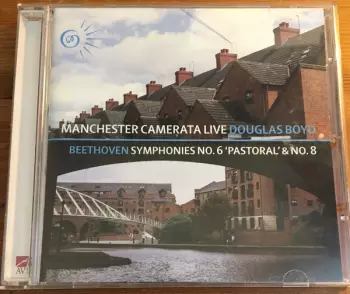 MANCHESTER CAMERATA LIVE DOUGLAS BOYD
BEETHOVEN SYMPHONIES NO. 6 'PASTORAL' & NO. 8